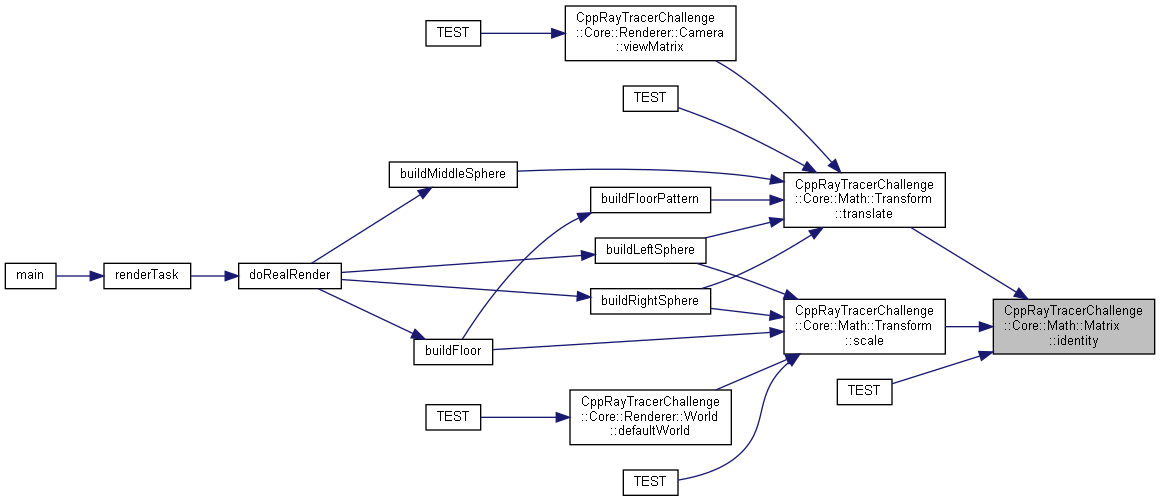 CppRayTracerChallenge
::Core::Renderer::Camera
::viewMatrix
TEST
TEST
buildMiddleSphere
CppRayTracerChallenge
::Core::Math::Transform
::translate
buildFloorPattern
buildLeftSphere
main
renderTask
doRealRender
buildRightSphere
CppRayTracerChallenge
::Core::Math::Transform
::scale
CppRayTracerChallenge
::Core::Math::Matrix
::identity
buildFloor
TEST
CppRayTracerChallenge
::Core::Renderer::World
::defaultWorld
TEST
TEST